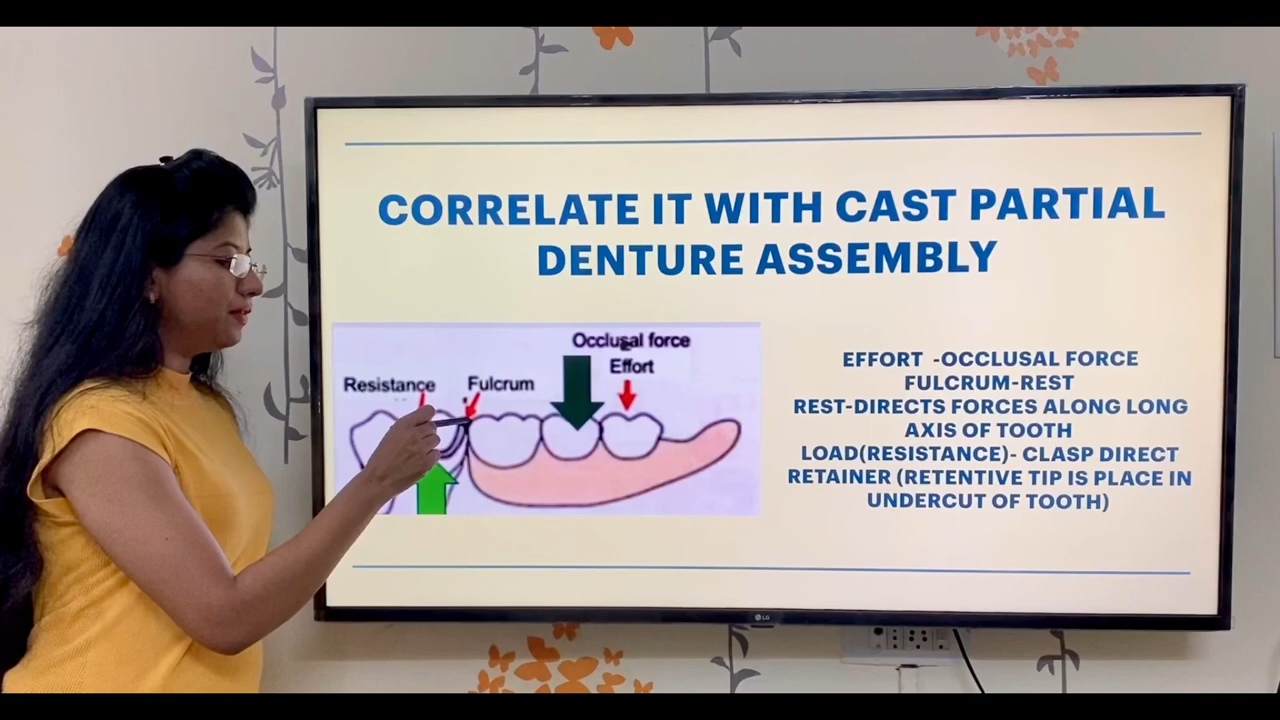 CORRELATE IT WITH CAST PARTIAL
DENTURE ASSEMBLY
Occlusal force
Effort
Resistance
Fulcrum
EFFORT -OCCLUSAL FORCE
FULCRUM-REST
REST-DIRECTS FORCES ALONG LONG
AXIS OF TOOTH
LOAD(RESISTANCE)- CLASP DIRECT
RETAINER (RETENTIVE TIP IS PLACE IN
UNDERCUT OF TOOTH)
LG